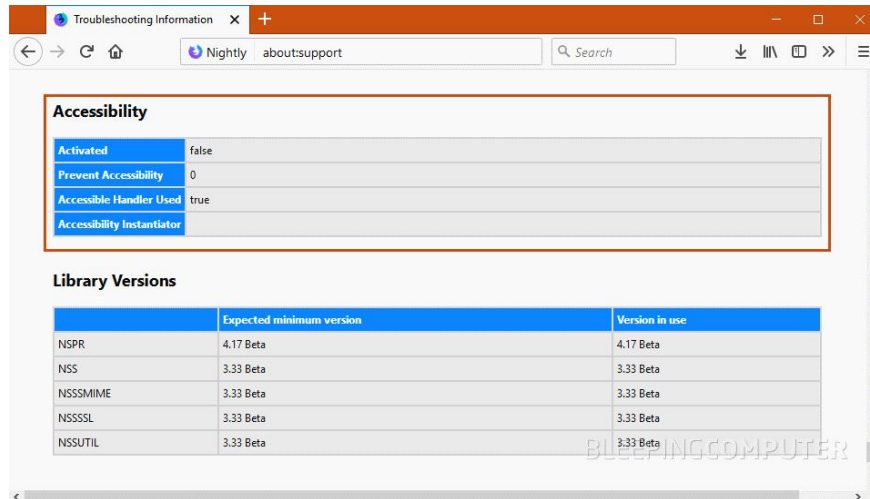 Troubleshooting Information
Nightly about:support Search
Accessibility
Activated false
Prevent Accessibility 0
Accessible Handler Used true
Accessibility Instantiator
Library Versions
Expected minimum version Version in use
NSPR 4.17 Beta 4.17 Beta
NSS 3.33 Beta 3.33 Beta
NSSSMIME 3.33 Beta 3.33 Beta
NSSSSL 3.33 Beta 3.33 Beta
NSSUTIL 3.33 Beta 3.33 Beta
BLEEPINGCOMPUTER